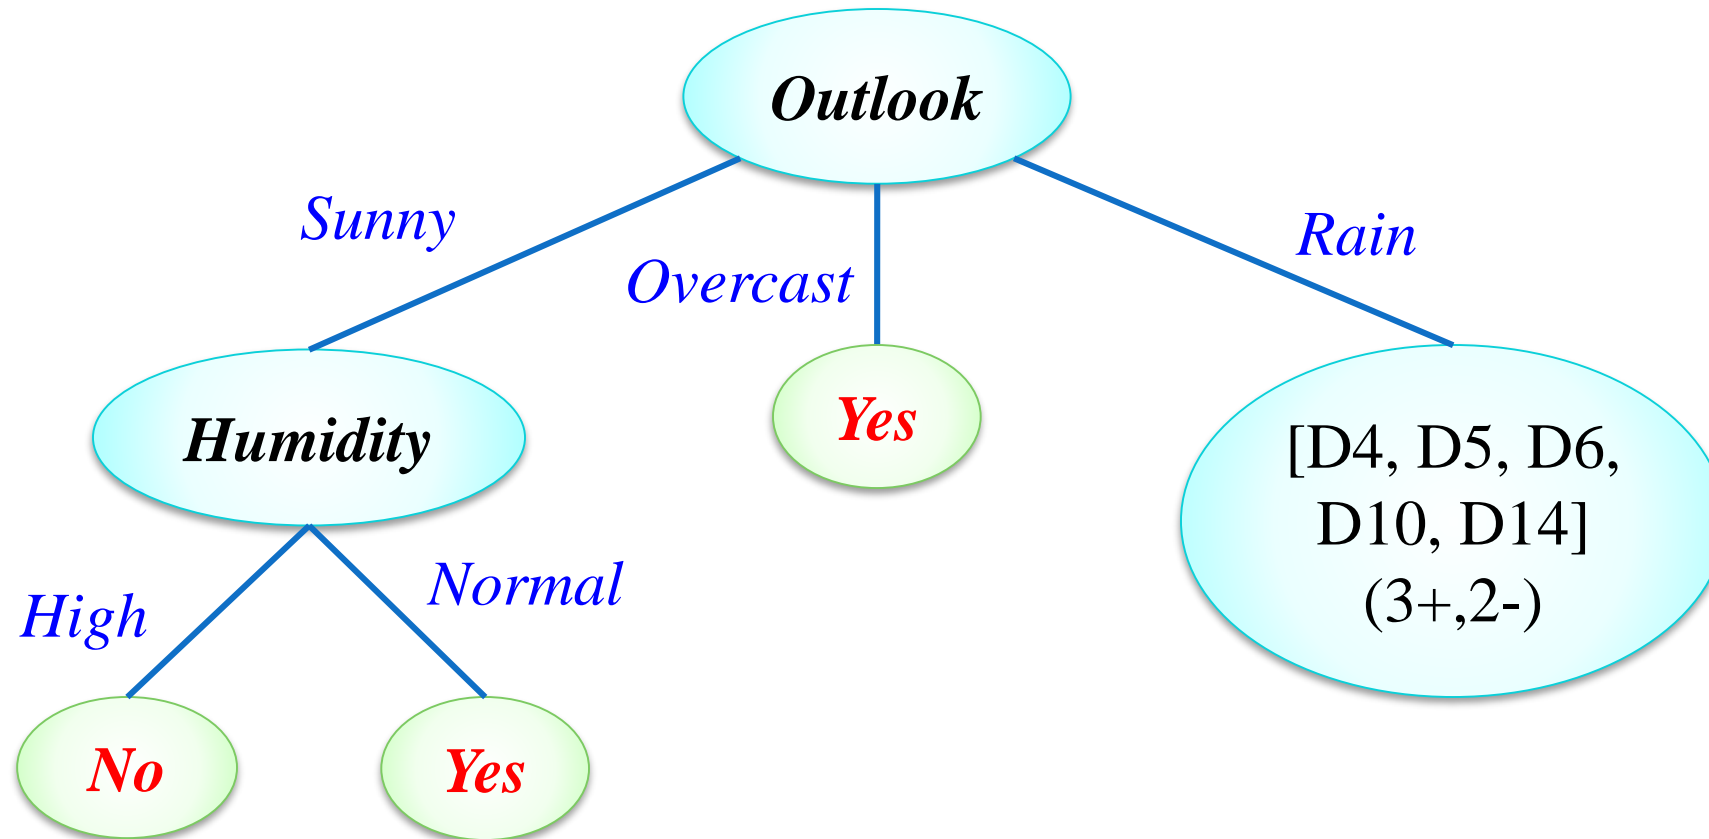 Outlook
Sunny
Rain
Overcast
Yes
Humidity
[D4, D5, D6,
D10, D14]
(3+,2-)
Normal
High
No
Yes